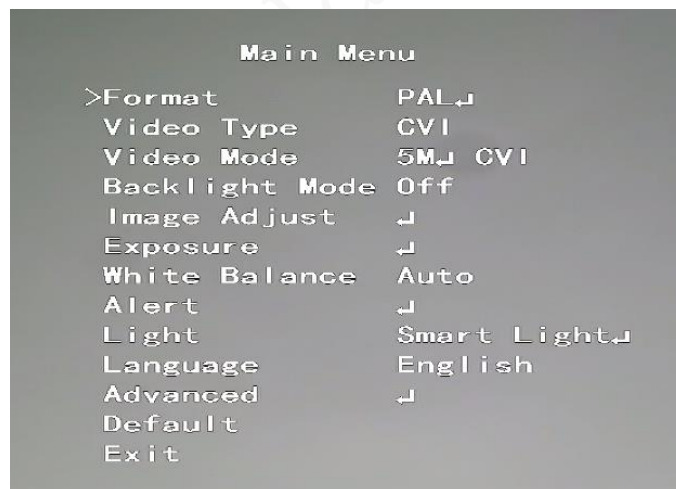 Main Menu
>Format PAL↵
Video Type CVI
Video Mode 5M↵ CVI
Backlight Mode Off
Image Adjust ↵
Exposure ↵
White Balance Auto
Alert ↵
Light Smart Light↵
Language English
Advanced ↵
Default
Exit